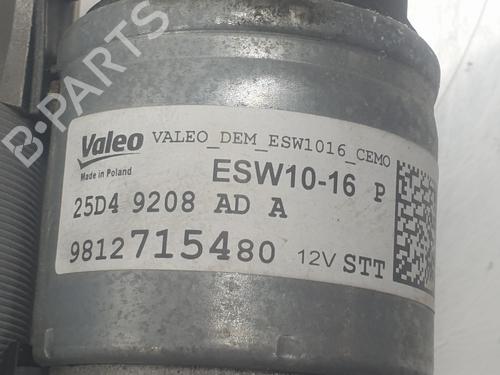 B-PARTS
Valeo VALEO_DEM_ESW1016_CEMO
Made in Poland
ESW10-16 P
25D4 9208 AD A
9812715480 12V STT